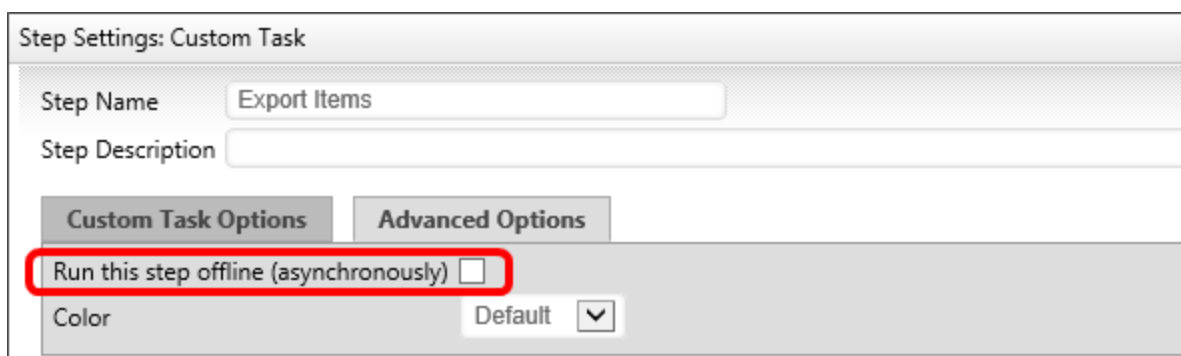 Step Settings: Custom Task
Step Name Export Items
Step Description
Custom Task Options Advanced Options
Run this step offline (asynchronously)
Color Default